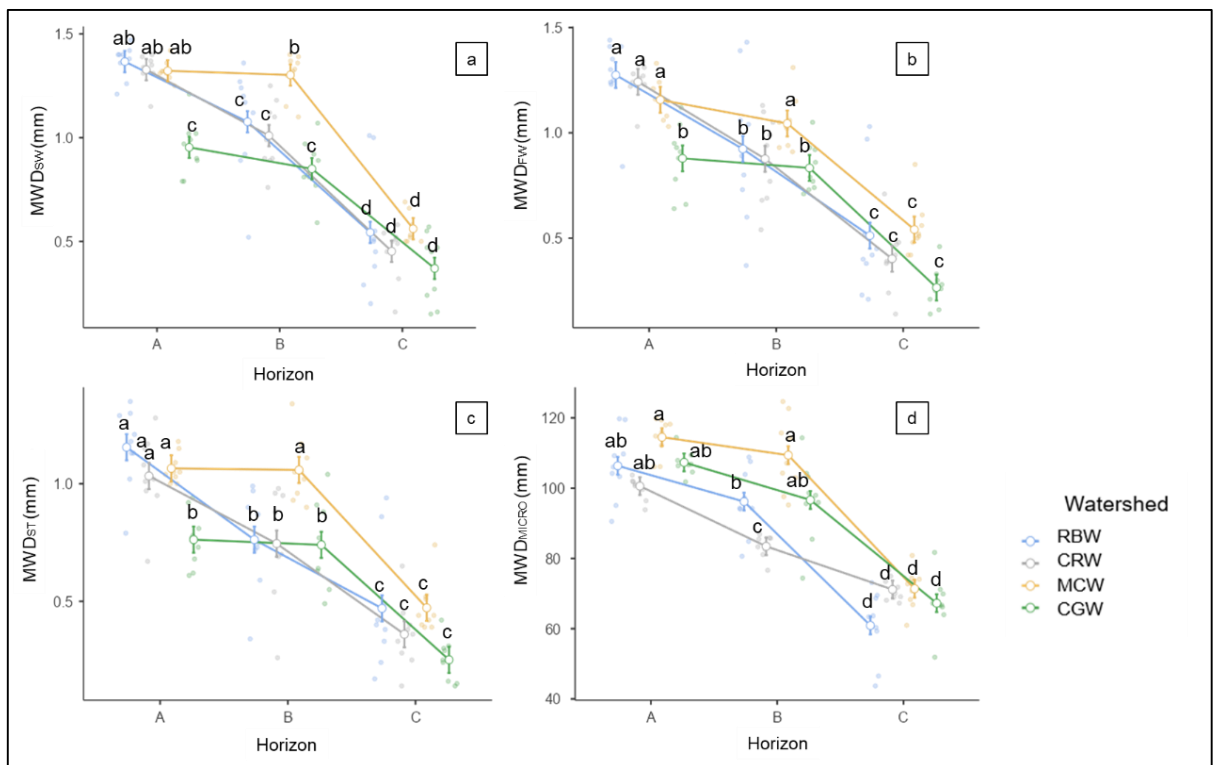 a
1.5
1.0
0.5
MWDSW (mm)
ab ab ab b
c c c c
d d d d
A B C
Horizon
b
1.5
1.0
0.5
MWDFW (mm)
a a a a
b b b b
c c c c
A B C
Horizon
c
1.0
0.5
MWDST (mm)
a a a a
b b b b
c c c c
A B C
Horizon
d
120
100
80
60
40
MWDMICRO (mm)
ab ab a ab
b c a ab
d d d d
A B C
Horizon
Watershed
RBW
CRW
MCW
CGW